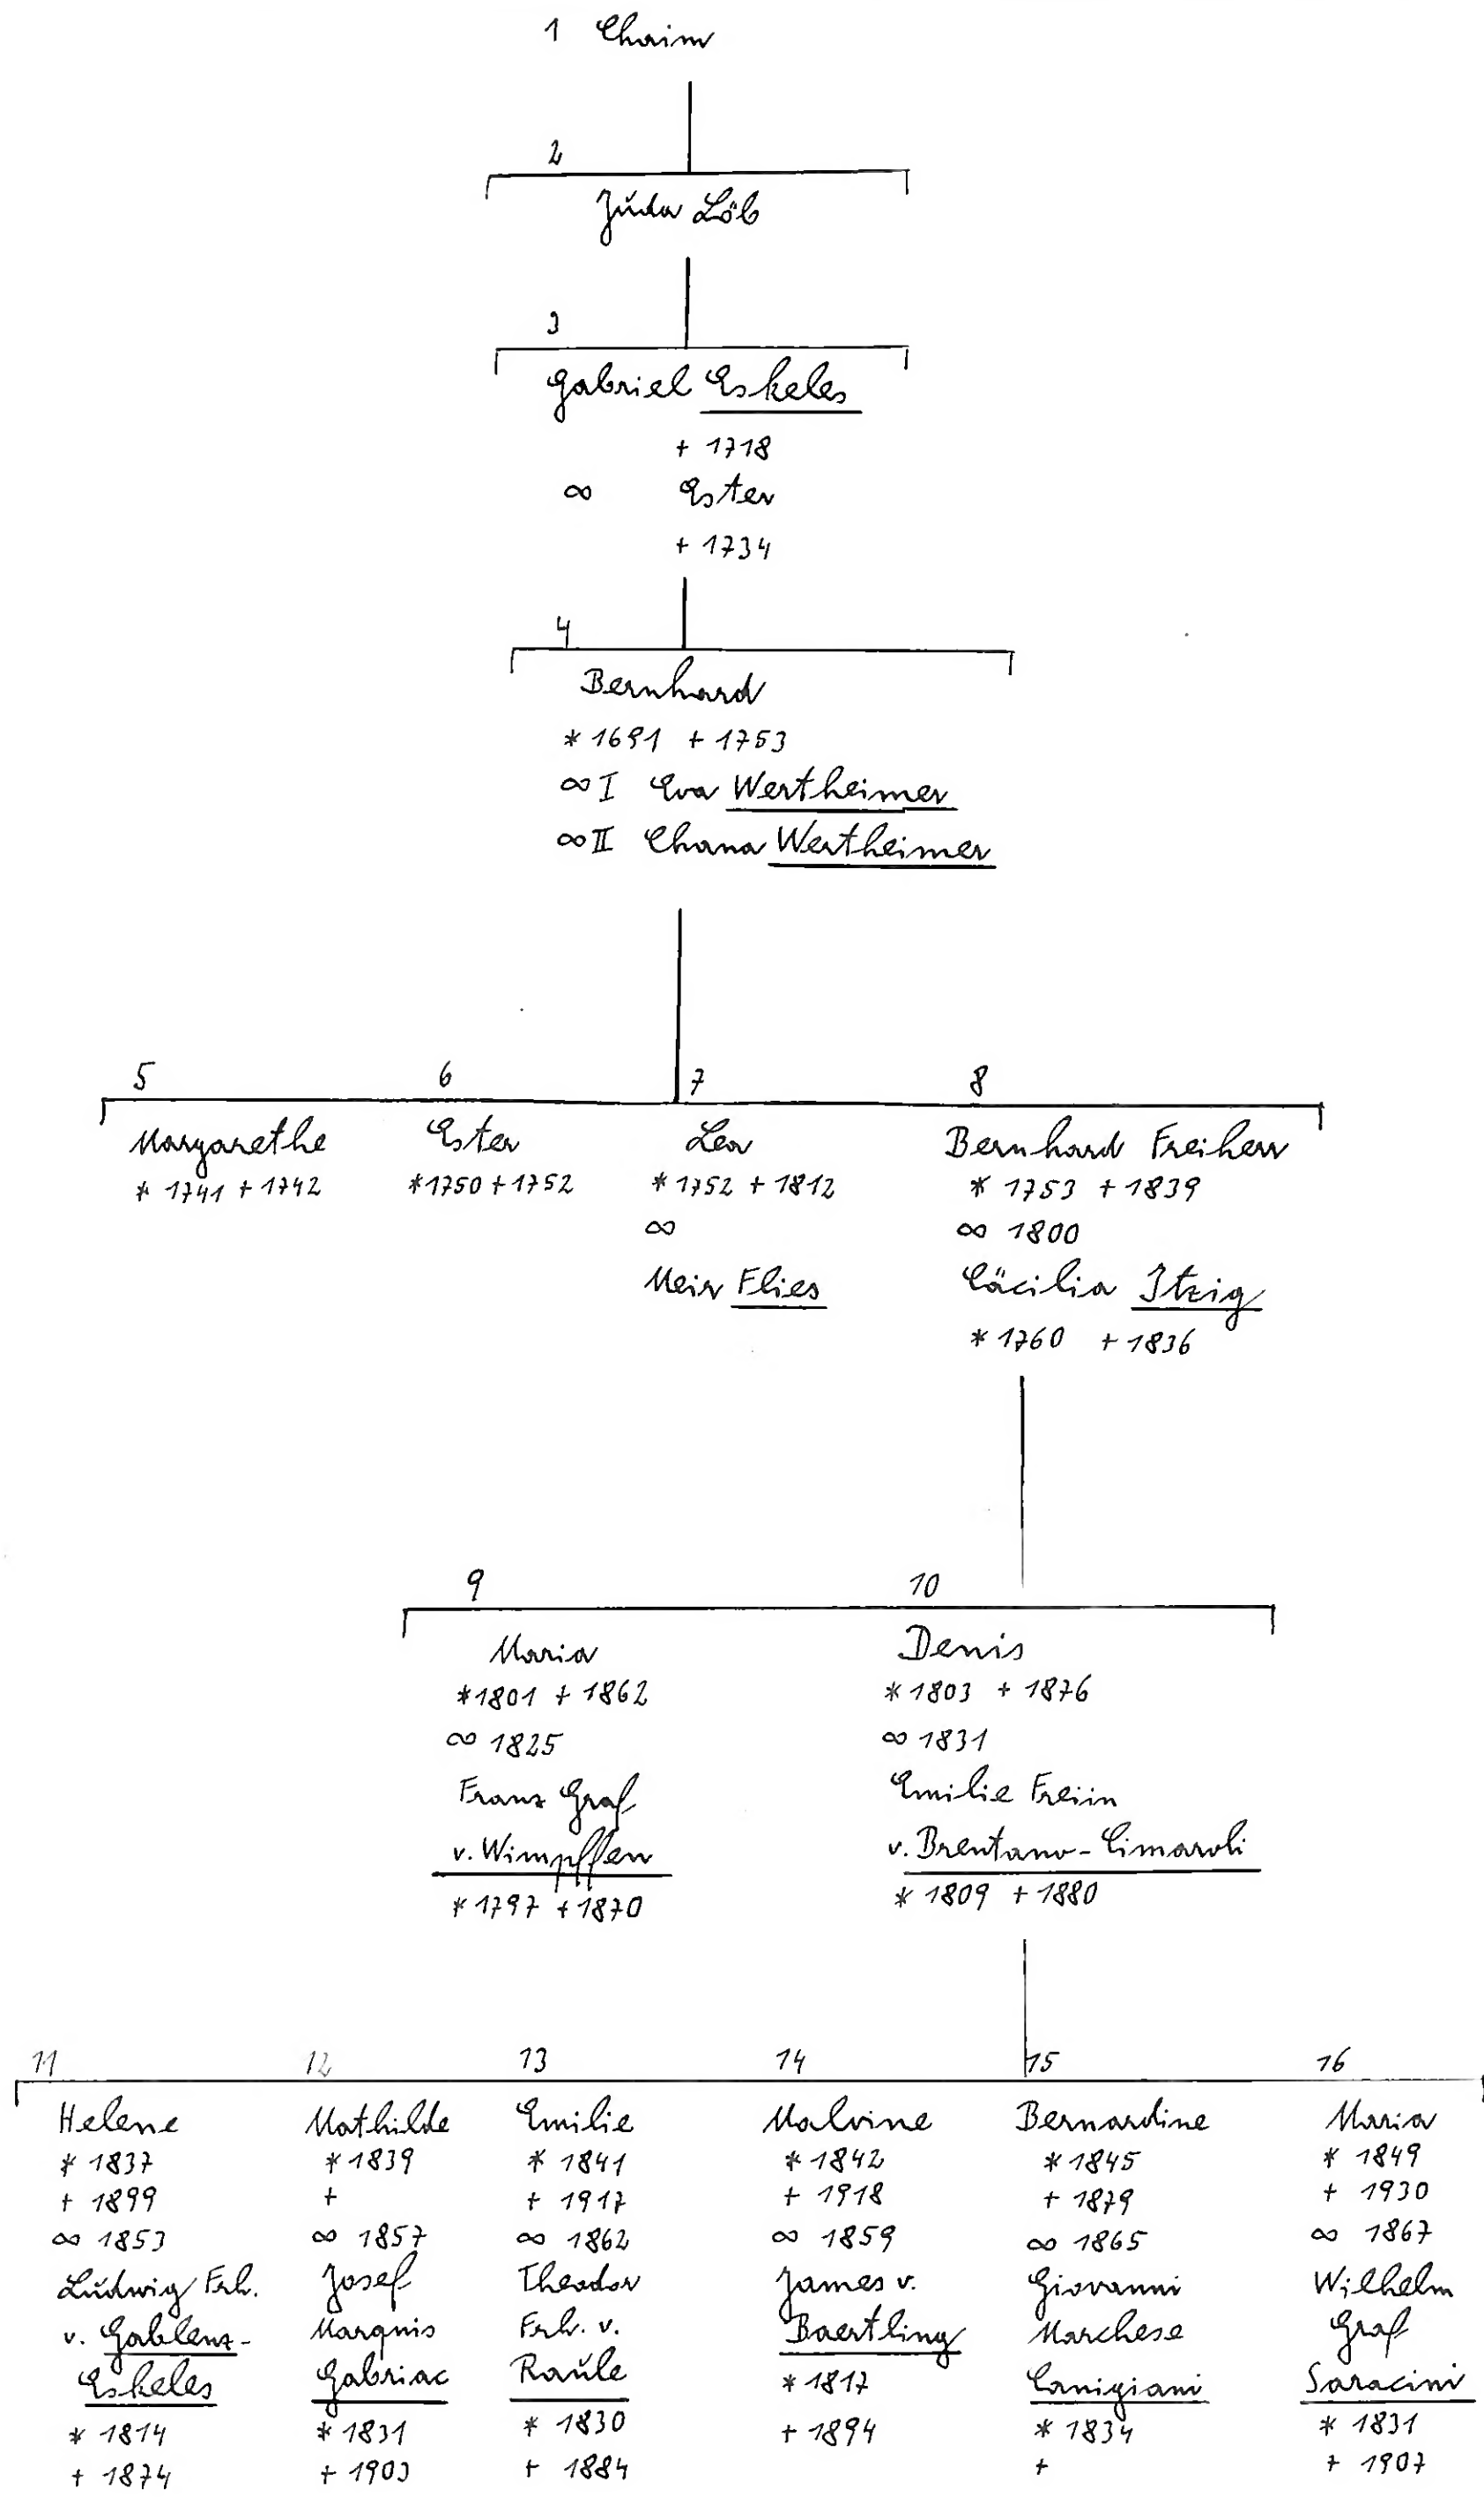 1 Chaim
2
Juda Löb
3
Gabriel Eskeles
+ 1718
∞ Ester
+ 1734
4
Bernhard
* 1691 + 1753
∞ I Eva Wertheimer
∞ II Chana Wertheimer
5 6 7 8
Margarethe Ester Lea Bernhard Freiherr
* 1741 + 1742 * 1750 + 1752 * 1752 + 1812 * 1753 + 1839
∞ ∞ 1800
Meir Flies Cäcilia Itzig
* 1760 + 1836
9 10
Maria Denis
* 1801 + 1862 * 1803 + 1876
∞ 1825 ∞ 1831
Franz Graf Emilie Freiin
v. Wimpffen v. Brentano-Cimaroli
* 1797 + 1870 * 1809 + 1880
11 12 13 14 15 16
Helene Mathilde Emilie Malvine Bernardine Maria
* 1837 * 1839 * 1841 * 1842 * 1845 * 1849
+ 1899 + + 1917 + 1918 + 1879 + 1930
∞ 1853 ∞ 1857 ∞ 1862 ∞ 1859 ∞ 1865 ∞ 1867
Ludwig Frh. Josef Theodor James v. Giovanni Wilhelm
v. Gablenz- Marquis Frh. v. Baertling Marchese Graf
Eskeles Gabriac Raule * 1817 Canigiani Saracini
* 1814 * 1831 * 1830 + 1894 * 1834 * 1831
+ 1874 + 1903 + 1884 + + 1907